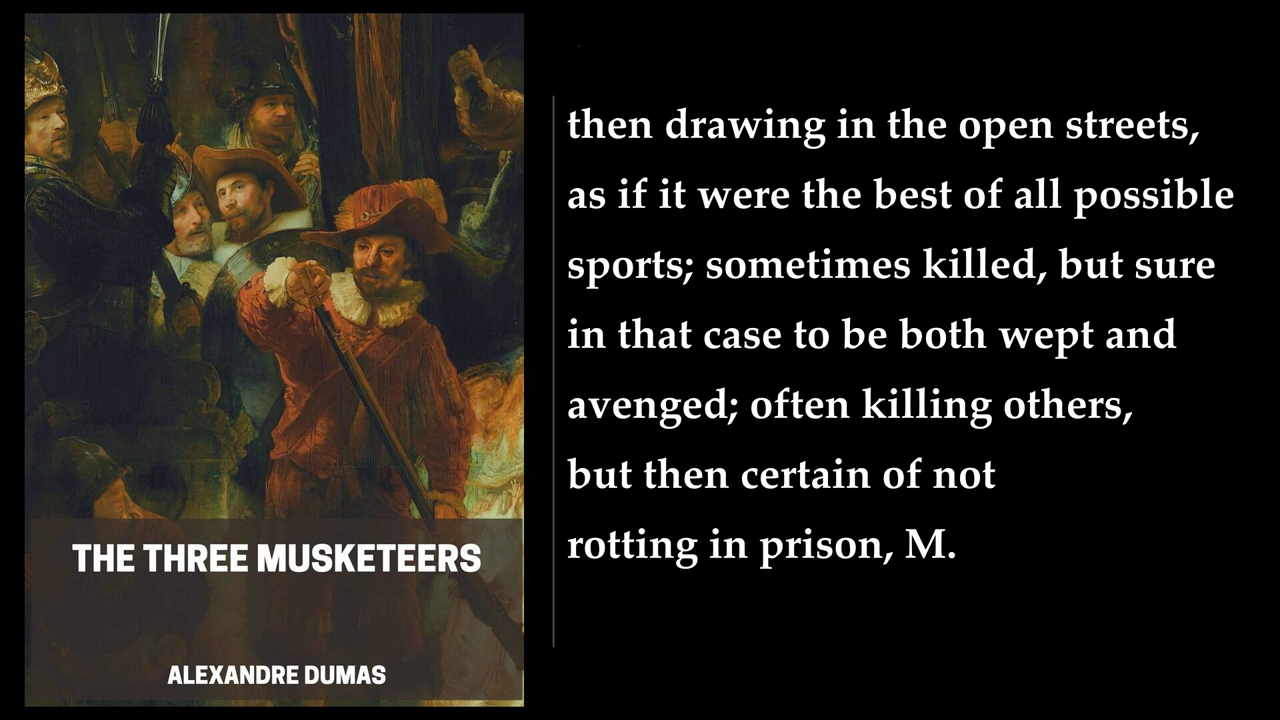 THE THREE MUSKETEERS
ALEXANDRE DUMAS
then drawing in the open streets,
as if it were the best of all possible
sports; sometimes killed, but sure
in that case to be both wept and
avenged; often killing others,
but then certain of not
rotting in prison, M.